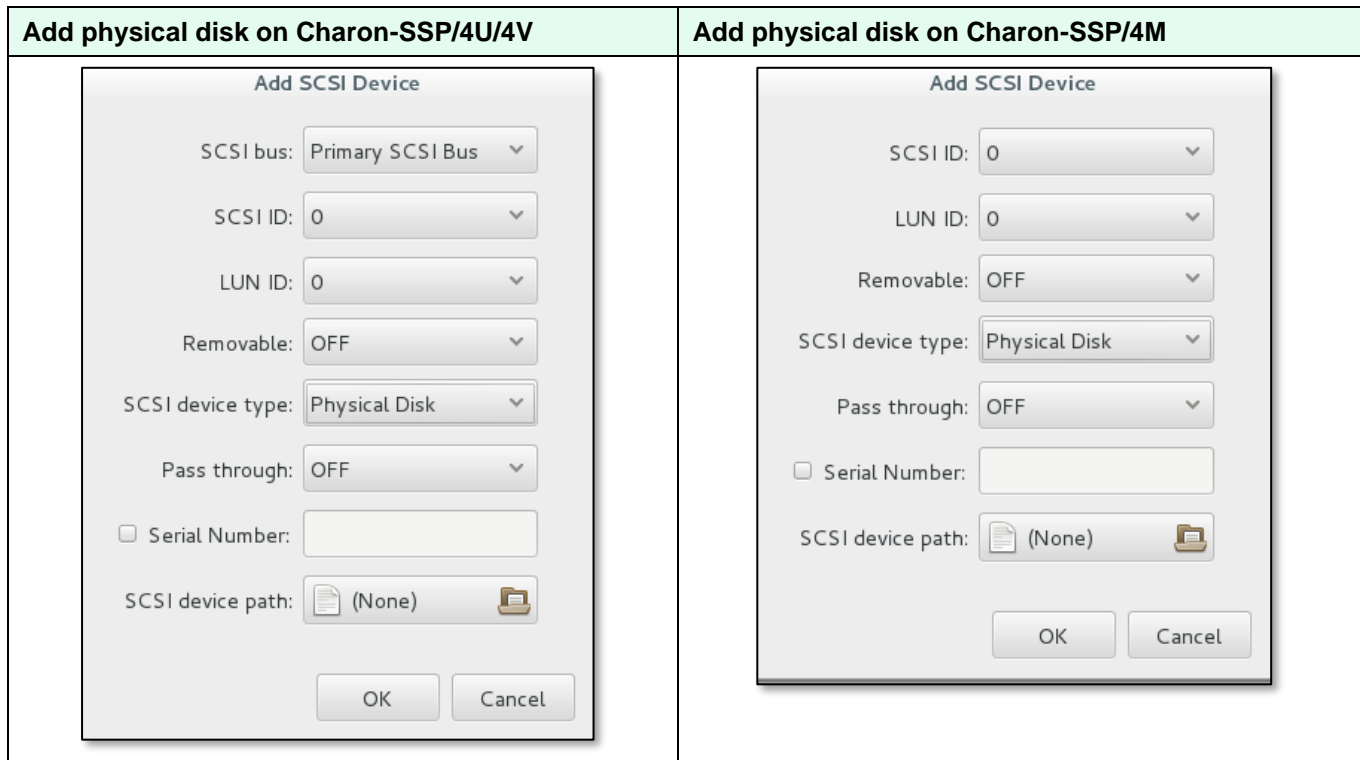 Add physical disk on Charon-SSP/4U/4V
Add SCSI Device
SCSI bus: Primary SCSI Bus
SCSI ID: 0
LUN ID: 0
Removable: OFF
SCSI device type: Physical Disk
Pass through: OFF
Serial Number:
SCSI device path: (None)
OK Cancel
Add physical disk on Charon-SSP/4M
Add SCSI Device
SCSI ID: 0
LUN ID: 0
Removable: OFF
SCSI device type: Physical Disk
Pass through: OFF
Serial Number:
SCSI device path: (None)
OK Cancel